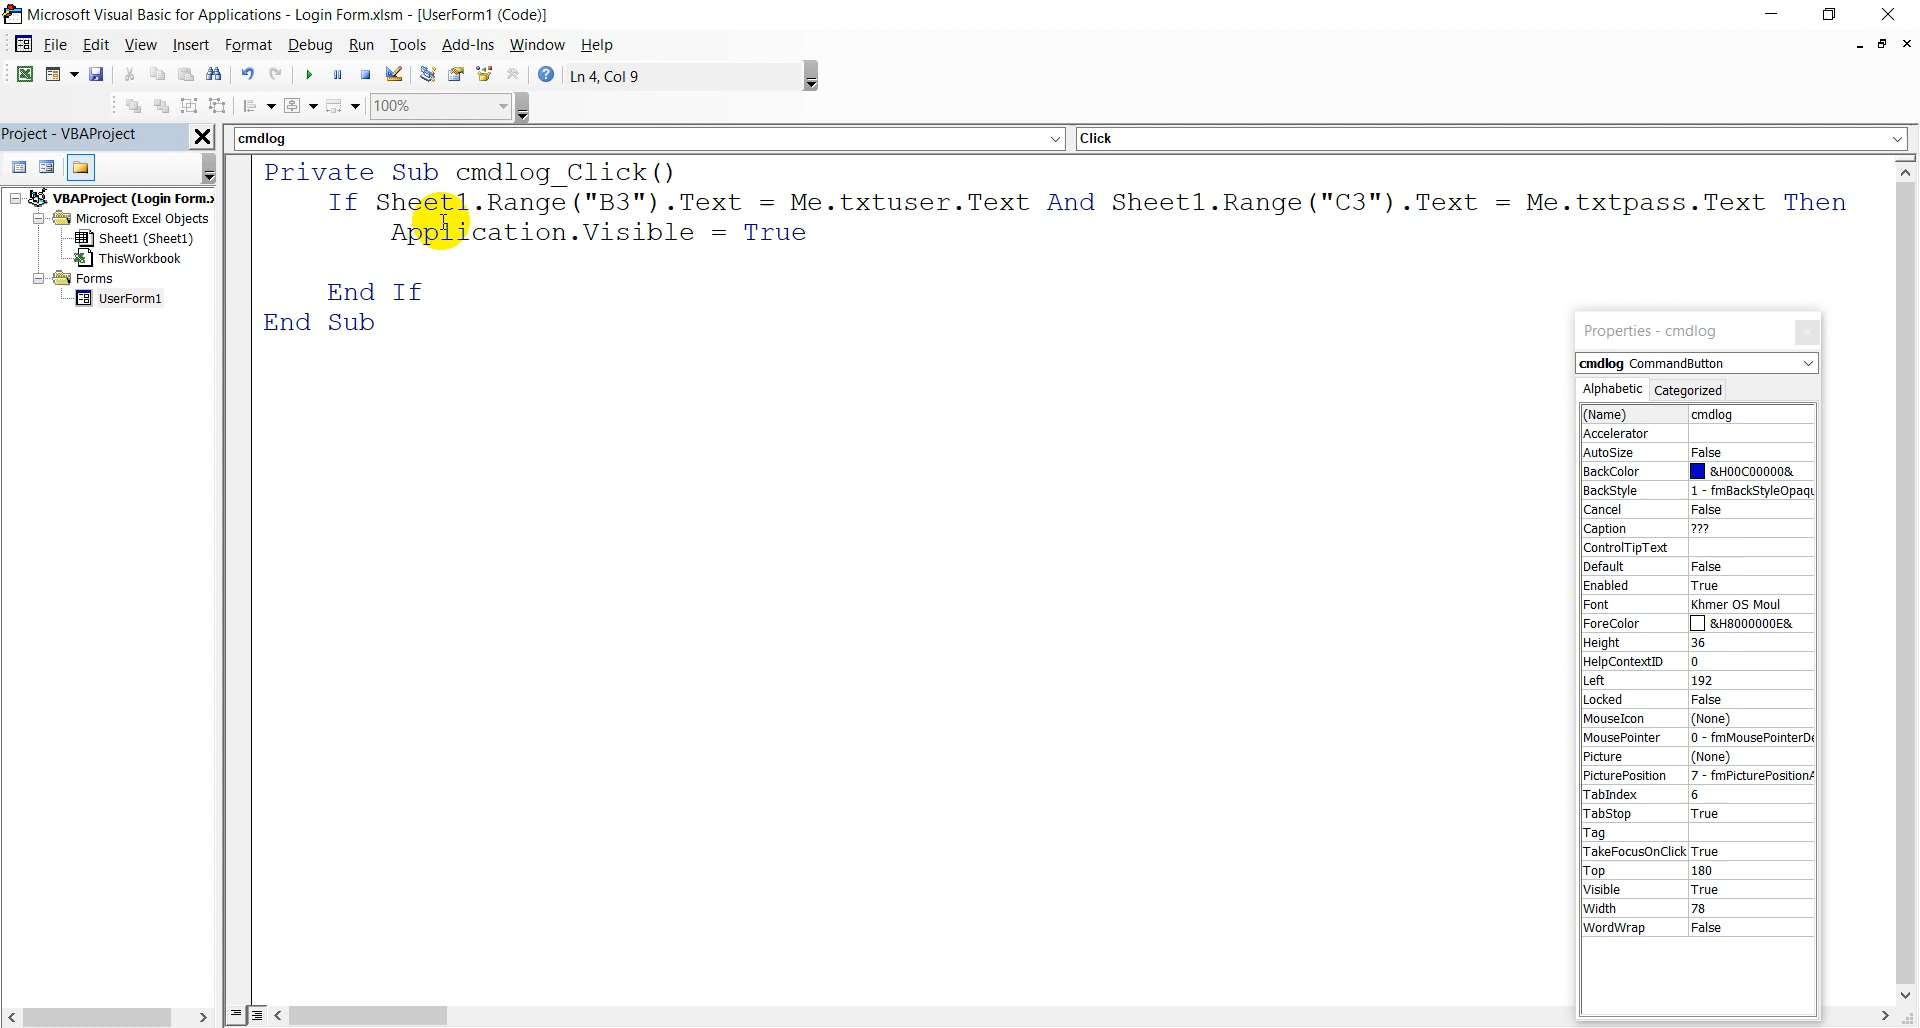 Microsoft Visual Basic for Applications - Login Form.xlsm - [UserForm1 (Code)]
File Edit View Insert Format Debug Run Tools Add-Ins Window Help
Ln 4, Col 9
100%
Project - VBAProject
cmdlog
Click
VBAProject (Login Form.x
Microsoft Excel Objects
Sheet1 (Sheet1)
ThisWorkbook
Forms
UserForm1
Private Sub cmdlog_Click()
If Sheet1.Range("B3").Text = Me.txtuser.Text And Sheet1.Range("C3").Text = Me.txtpass.Text Then
Application.Visible = True
End If
End Sub
Properties - cmdlog
cmdlog CommandButton
Alphabetic Categorized
(Name) cmdlog
Accelerator
AutoSize False
BackColor &H00C00000&
BackStyle 1 - fmBackStyleOpaqu
Cancel False
Caption ???
ControlTipText
Default False
Enabled True
Font Khmer OS Moul
ForeColor &H8000000E&
Height 36
HelpContextID 0
Left 192
Locked False
MouseIcon (None)
MousePointer 0 - fmMousePointerDe
Picture (None)
PicturePosition 7 - fmPicturePositionA
TabIndex 6
TabStop True
Tag
TakeFocusOnClick True
Top 180
Visible True
Width 78
WordWrap False